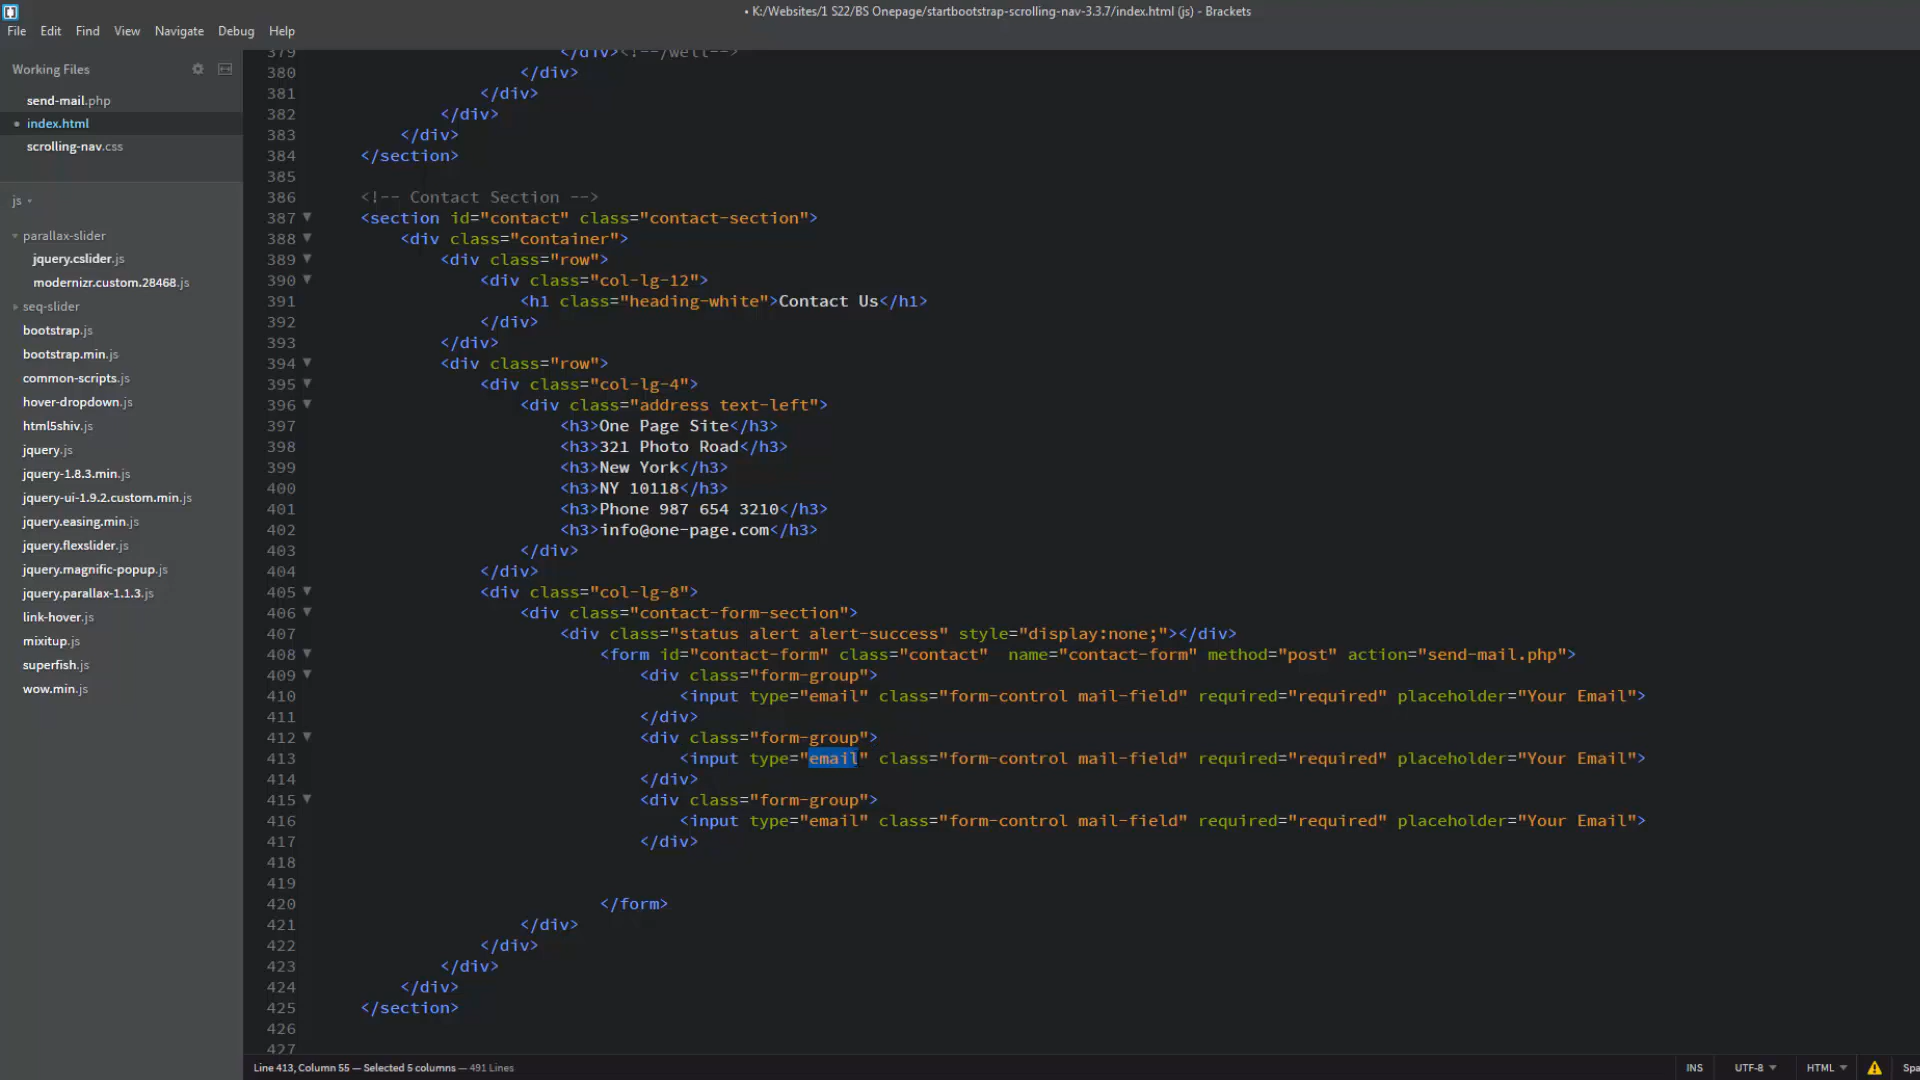 • K:/Websites/1 S22/BS Onepage/startbootstrap-scrolling-nav-3.3.7/index.html (js) - Brackets
File Edit Find View Navigate Debug Help
Working Files
send-mail.php
• index.html
scrolling-nav.css
js
parallax-slider
jquery.cslider.js
modernizr.custom.28468.js
seq-slider
bootstrap.js
bootstrap.min.js
common-scripts.js
hover-dropdown.js
html5shiv.js
jquery.js
jquery-1.8.3.min.js
jquery-ui-1.9.2.custom.min.js
jquery.easing.min.js
jquery.flexslider.js
jquery.magnific-popup.js
jquery.parallax-1.1.3.js
link-hover.js
mixitup.js
superfish.js
wow.min.js
379 </div><!--/well-->
380 </div>
381 </div>
382 </div>
383 </div>
384 </section>
385
386 <!-- Contact Section -->
387 <section id="contact" class="contact-section">
388 <div class="container">
389 <div class="row">
390 <div class="col-lg-12">
391 <h1 class="heading-white">Contact Us</h1>
392 </div>
393 </div>
394 <div class="row">
395 <div class="col-lg-4">
396 <div class="address text-left">
397 <h3>One Page Site</h3>
398 <h3>321 Photo Road</h3>
399 <h3>New York</h3>
400 <h3>NY 10118</h3>
401 <h3>Phone 987 654 3210</h3>
402 <h3>info@one-page.com</h3>
403 </div>
404 </div>
405 <div class="col-lg-8">
406 <div class="contact-form-section">
407 <div class="status alert alert-success" style="display:none;"></div>
408 <form id="contact-form" class="contact"  name="contact-form" method="post" action="send-mail.php">
409 <div class="form-group">
410 <input type="email" class="form-control mail-field" required="required" placeholder="Your Email">
411 </div>
412 <div class="form-group">
413 <input type="email" class="form-control mail-field" required="required" placeholder="Your Email">
414 </div>
415 <div class="form-group">
416 <input type="email" class="form-control mail-field" required="required" placeholder="Your Email">
417 </div>
418
419
420 </form>
421 </div>
422 </div>
423 </div>
424 </div>
425 </section>
426
427
Line 413, Column 55 — Selected 5 columns — 491 Lines
INS UTF-8 HTML Spa